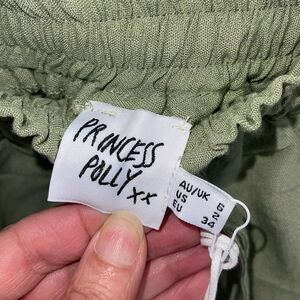 PRINCESS
POLLY xx
AU/UK 6
US 2
EU 34